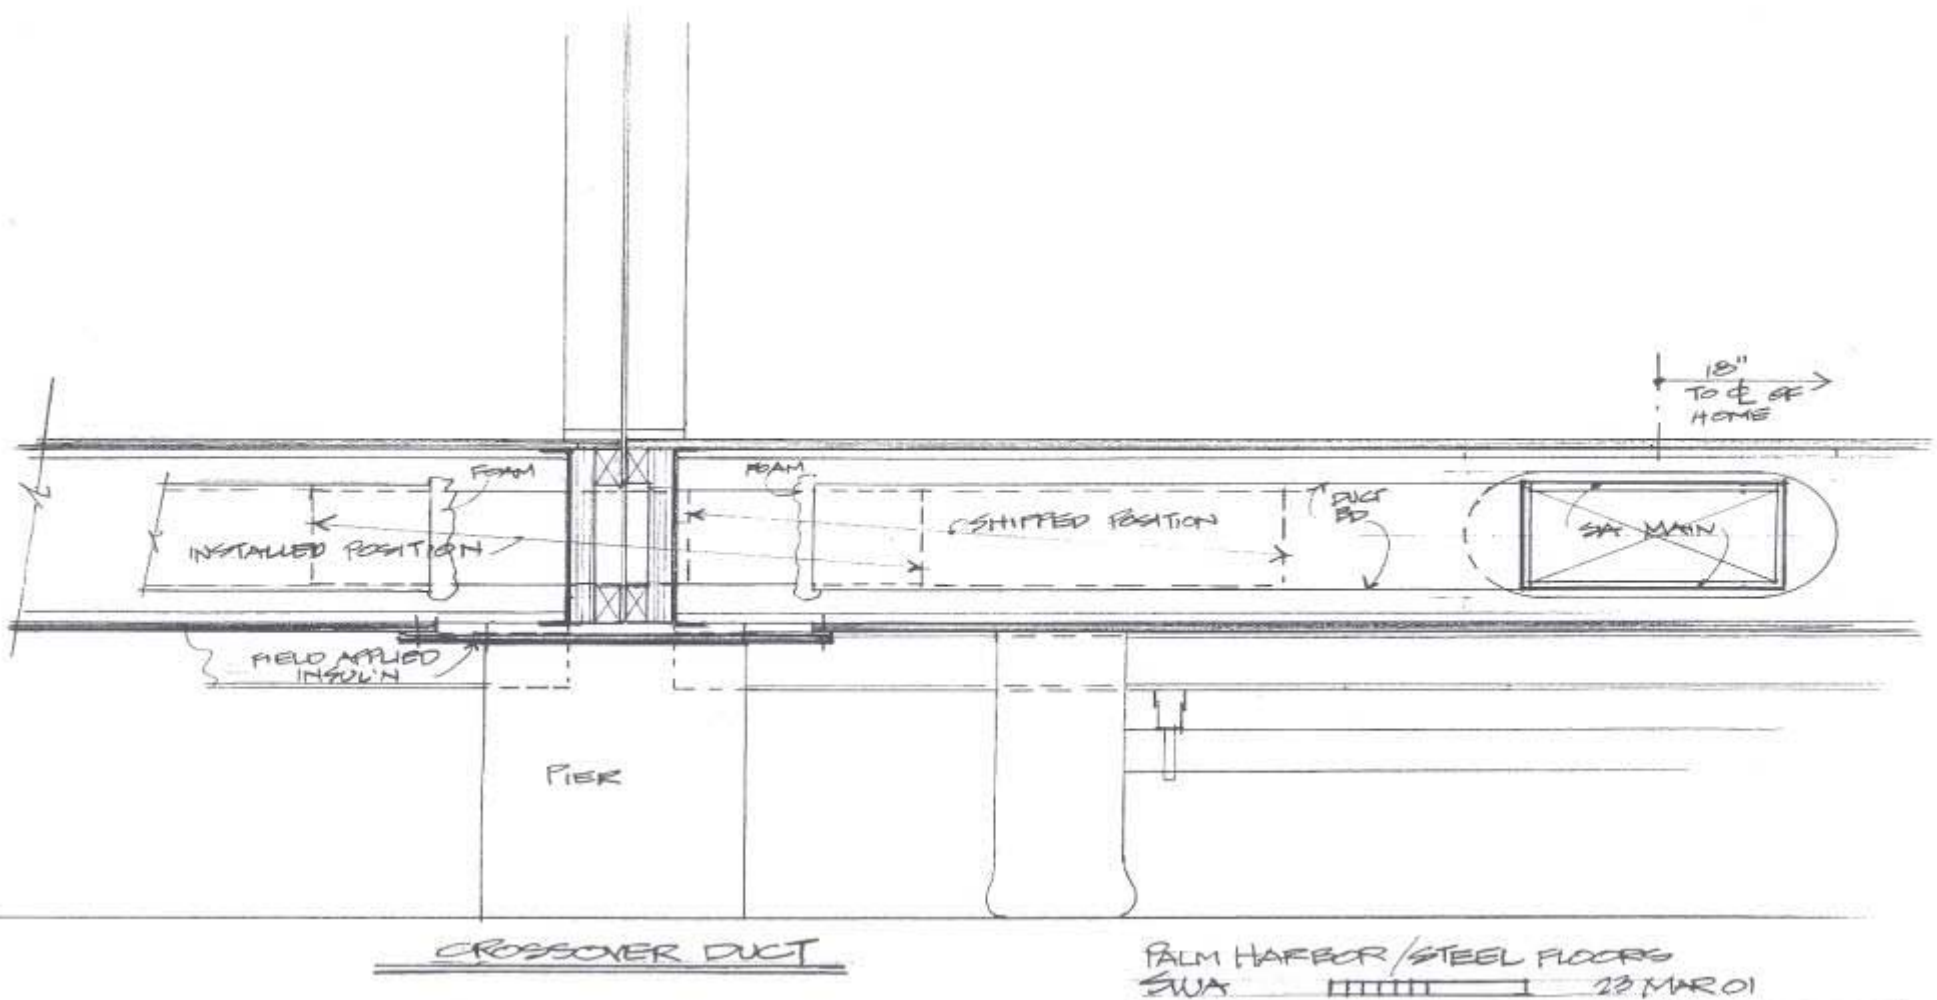 18"
TO ℄ OF
HOME
FOAM
FOAM
DUCT
BD
SHIPPED POSITION
SA MAIN
INSTALLED POSITION
FIELD APPLIED
INSUL'N
PIER
CROSSOVER DUCT
PALM HARBOR/STEEL FLOORS
SWA 23 MAR 01